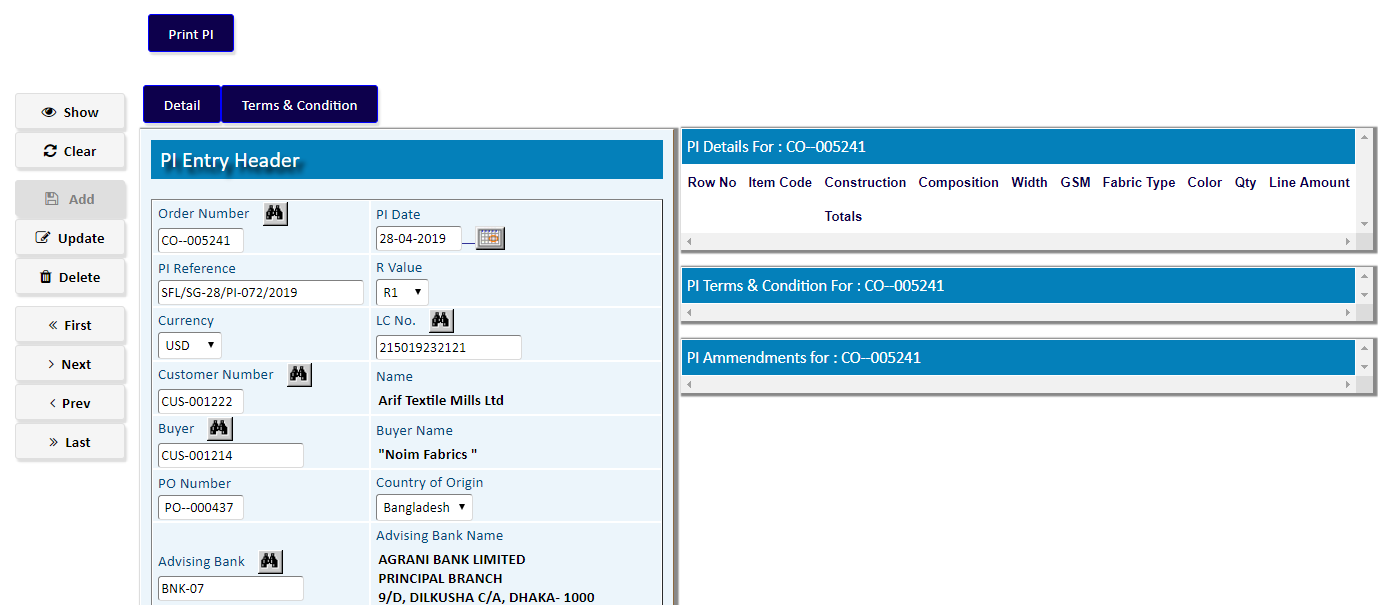 Print PI
Show
Clear
Add
Update
Delete
First
Next
Prev
Last
Detail
Terms & Condition
PI Entry Header
Order Number
CO--005241
PI Date
28-04-2019
PI Reference
SFL/SG-28/PI-072/2019
R Value
R1
Currency
USD
LC No.
215019232121
Customer Number
CUS-001222
Name
Arif Textile Mills Ltd
Buyer
CUS-001214
Buyer Name
"Noim Fabrics "
PO Number
PO--000437
Country of Origin
Bangladesh
Advising Bank
BNK-07
Advising Bank Name
AGRANI BANK LIMITED
PRINCIPAL BRANCH
9/D, DILKUSHA C/A, DHAKA- 1000
PI Details For : CO--005241
Row No Item Code Construction Composition Width GSM Fabric Type Color Qty Line Amount
Totals
PI Terms & Condition For : CO--005241
PI Ammendments for : CO--005241